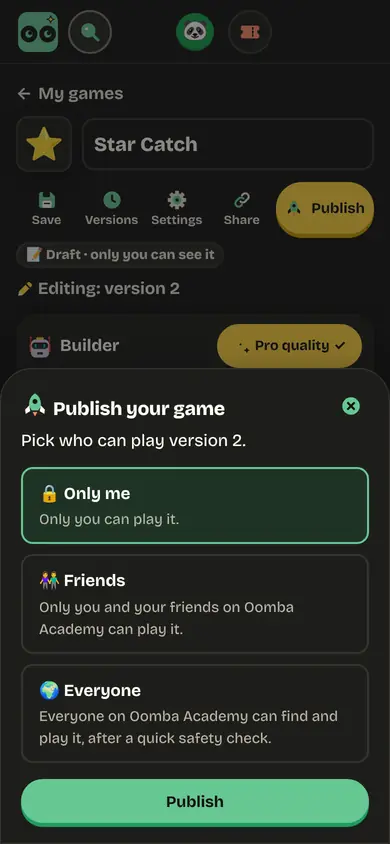 ← My games
Star Catch
Save
Versions
Settings
Share
Publish
Draft · only you can see it
Editing: version 2
Builder
Pro quality ✓
Publish your game
Pick who can play version 2.
Only me
Only you can play it.
Friends
Only you and your friends on Oomba
Academy can play it.
Everyone
Everyone on Oomba Academy can find and
play it, after a quick safety check.
Publish